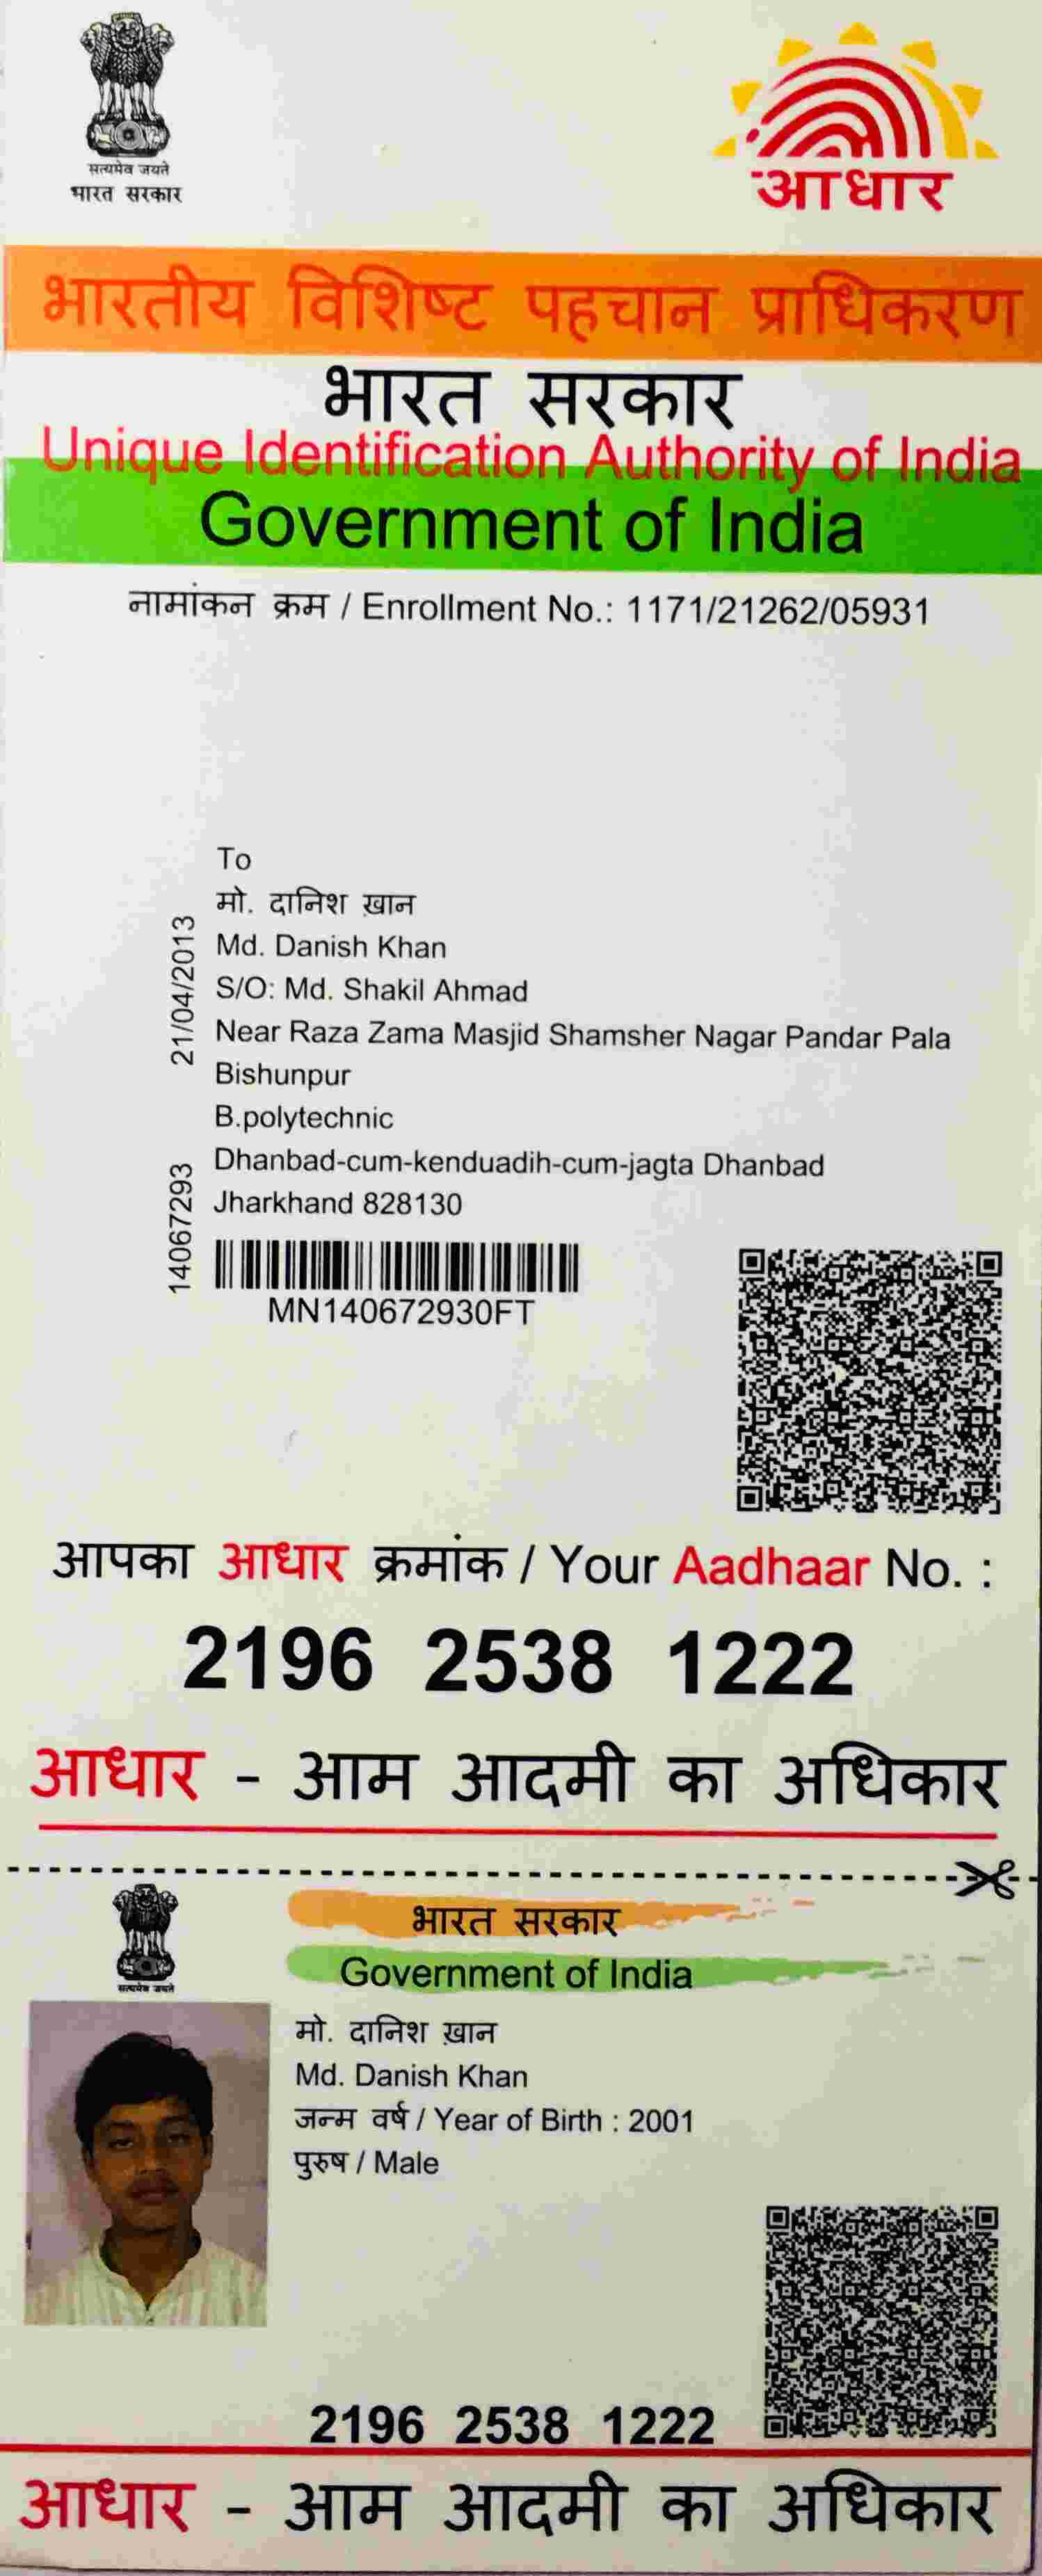 सत्यमेव जयते
भारत सरकार
आधार
भारतीय विशिष्ट पहचान प्राधिकरण
भारत सरकार
Unique Identification Authority of India
Government of India
नामांकन क्रम / Enrollment No.: 1171/21262/05931
To
मो. दानिश ख़ान
Md. Danish Khan
S/O: Md. Shakil Ahmad
Near Raza Zama Masjid Shamsher Nagar Pandar Pala
Bishunpur
B.polytechnic
Dhanbad-cum-kenduadih-cum-jagta Dhanbad
Jharkhand 828130
21/04/2013
14067293
MN140672930FT
आपका आधार क्रमांक / Your Aadhaar No. :
2196 2538 1222
आधार - आम आदमी का अधिकार
सत्यमेव जयते
भारत सरकार
Government of India
मो. दानिश ख़ान
Md. Danish Khan
जन्म वर्ष / Year of Birth : 2001
पुरुष / Male
2196 2538 1222
आधार - आम आदमी का अधिकार